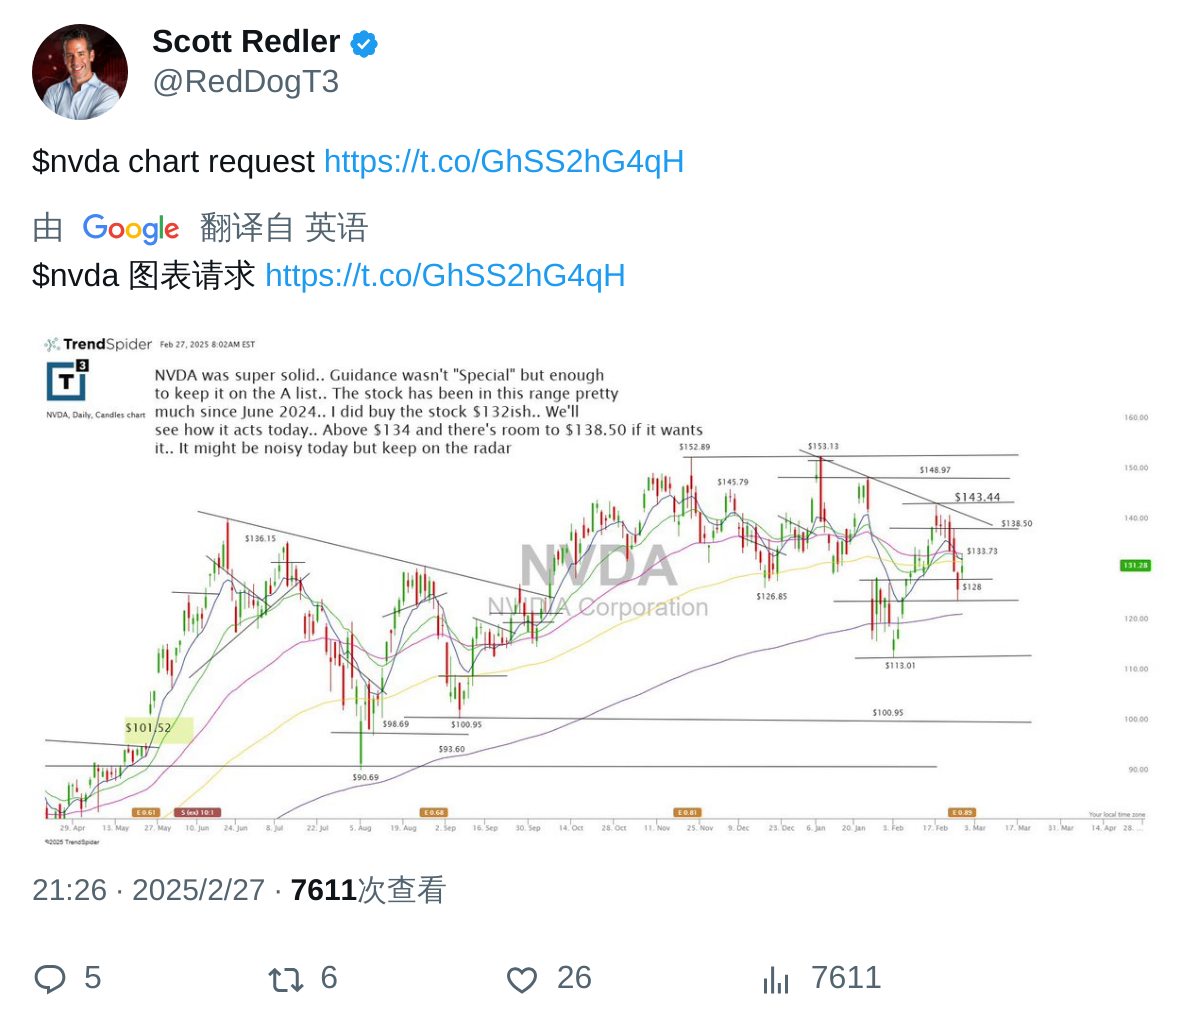 Scott Redler
@RedDogT3
$nvda chart request https://t.co/GhSS2hG4qH
由 Google 翻译自 英语
$nvda 图表请求 https://t.co/GhSS2hG4qH
TrendSpider Feb 27, 2025 8:02AM EST
T3
NVDA, Daily, Candles chart
NVDA was super solid.. Guidance wasn't "Special" but enough
to keep it on the A list.. The stock has been in this range pretty
much since June 2024.. I did buy the stock $132ish.. We'll
see how it acts today.. Above $134 and there's room to $138.50 if it wants
it.. It might be noisy today but keep on the radar
160.00
$152.89
$153.13
150.00
$148.97
$145.79
$143.44
140.00
$138.50
$136.15
$133.73
131.28
NVDA
NVIDIA Corporation
$128
$126.85
120.00
110.00
$113.01
$101.52
$98.69
$100.95
$100.95
100.00
$93.60
$90.69
90.00
E 0.61
S (ex) 10:1
E 0.68
E 0.81
E 0.89
Your local time zone
29. Apr 13. May 27. May 10. Jun 24. Jun 8. Jul 22. Jul 5. Aug 19. Aug 2. Sep 16. Sep 30. Sep 14. Oct 28. Oct 11. Nov 25. Nov 9. Dec 23. Dec 6. Jan 20. Jan 3. Feb 17. Feb 3. Mar 17. Mar 31. Mar 14. Apr 28. ...
©2025 TrendSpider
21:26 · 2025/2/27 · 7611次查看
5 6 26 7611